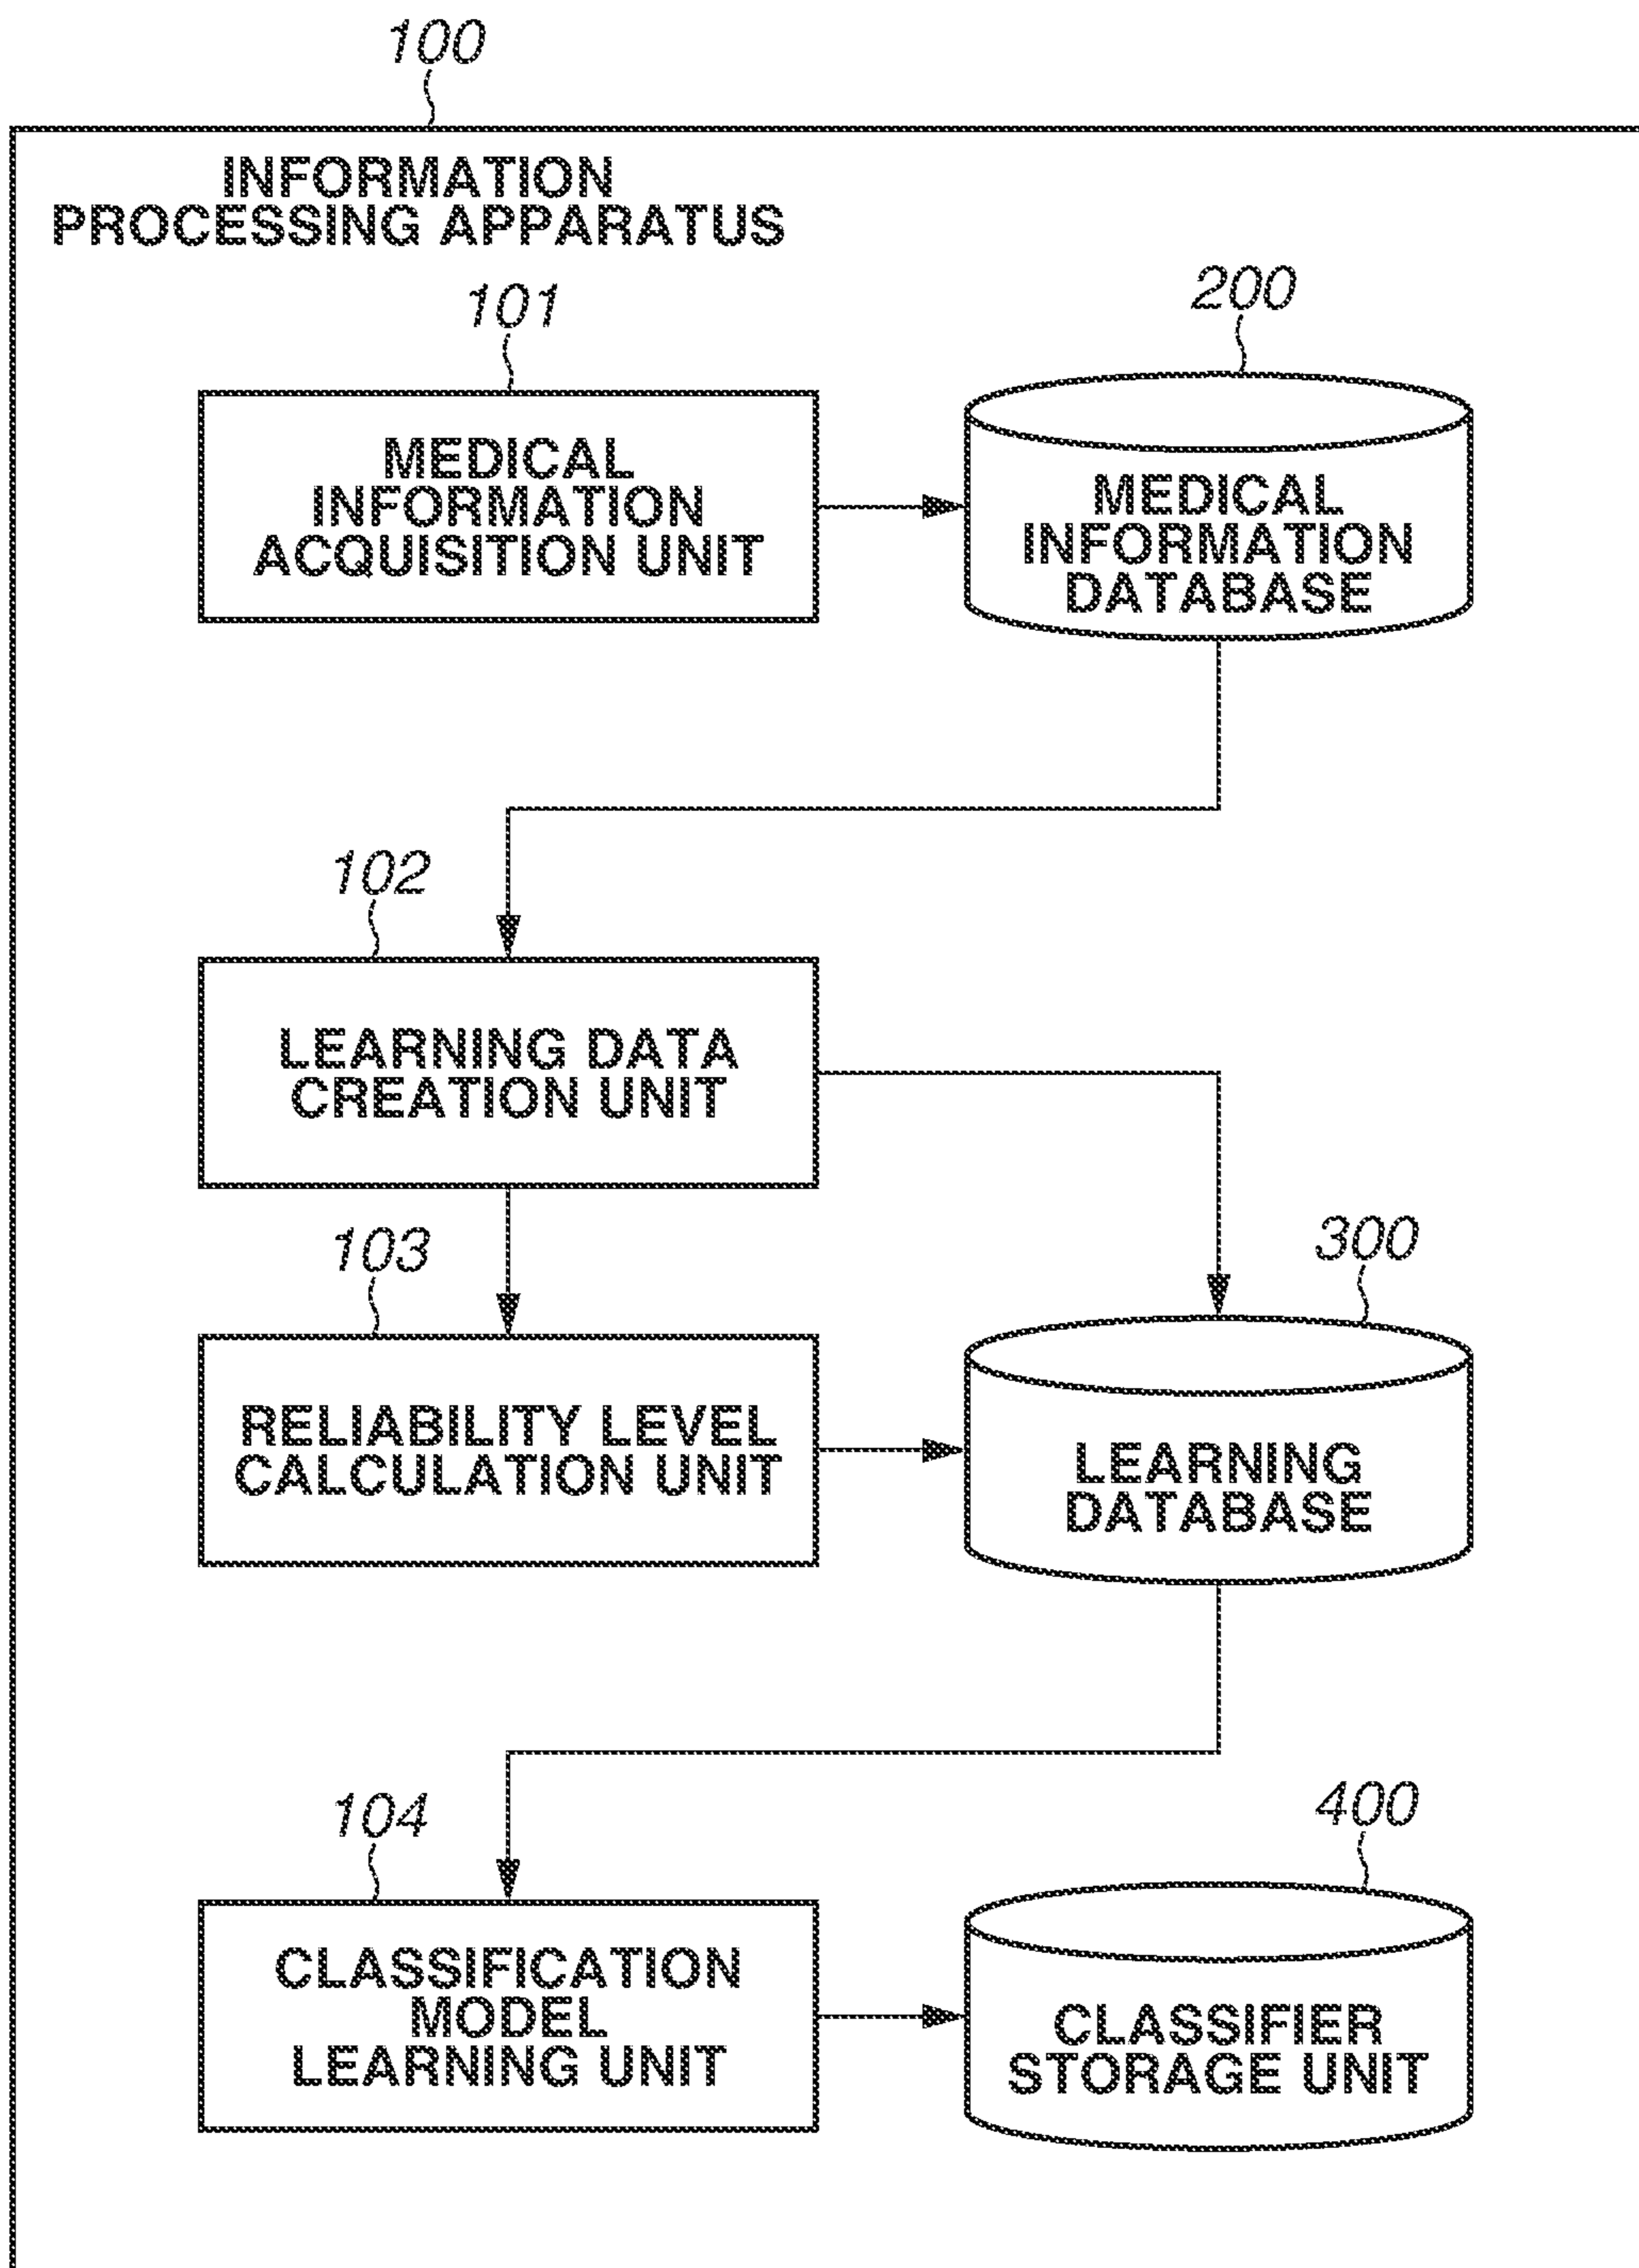 100
INFORMATION
PROCESSING APPARATUS
101
200
MEDICAL
INFORMATION
ACQUISITION UNIT
MEDICAL
INFORMATION
DATABASE
102
LEARNING DATA
CREATION UNIT
103
300
RELIABILITY LEVEL
CALCULATION UNIT
LEARNING
DATABASE
104
400
CLASSIFICATION
MODEL
LEARNING UNIT
CLASSIFIER
STORAGE UNIT